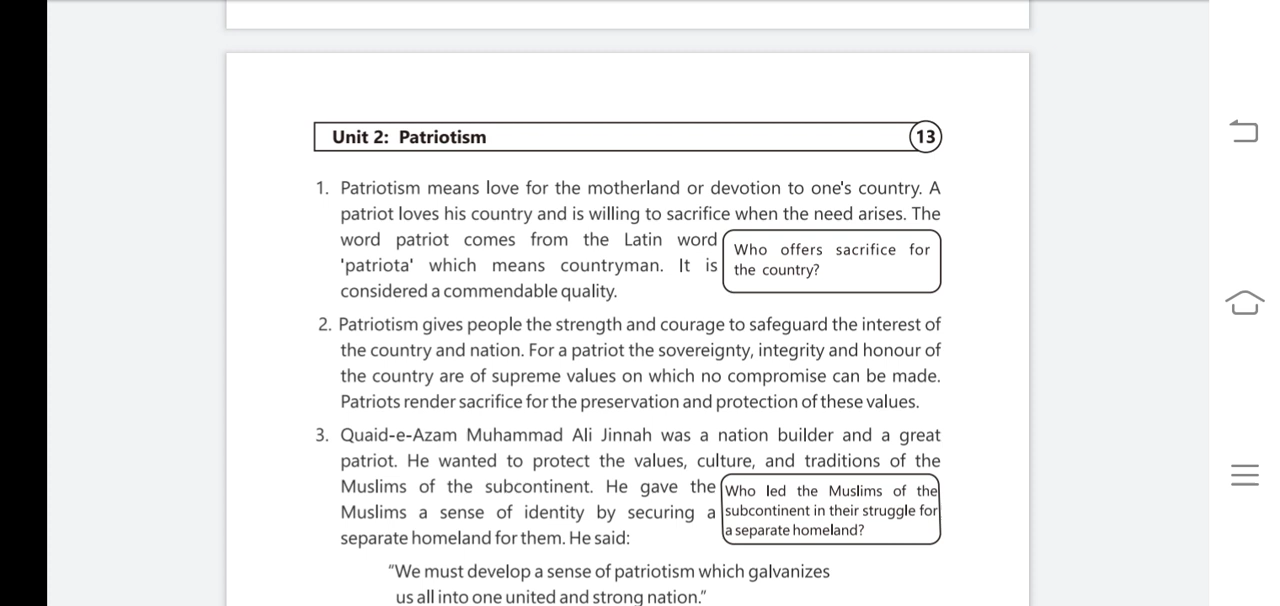 Unit 2: Patriotism
13
1. Patriotism means love for the motherland or devotion to one's country. A
patriot loves his country and is willing to sacrifice when the need arises. The
word patriot comes from the Latin word
'patriota' which means countryman. It is
considered a commendable quality.
Who offers sacrifice for
the country?
2. Patriotism gives people the strength and courage to safeguard the interest of
the country and nation. For a patriot the sovereignty, integrity and honour of
the country are of supreme values on which no compromise can be made.
Patriots render sacrifice for the preservation and protection of these values.
3. Quaid-e-Azam Muhammad Ali Jinnah was a nation builder and a great
patriot. He wanted to protect the values, culture, and traditions of the
Muslims of the subcontinent. He gave the
Muslims a sense of identity by securing a
separate homeland for them. He said:
Who led the Muslims of the
subcontinent in their struggle for
a separate homeland?
"We must develop a sense of patriotism which galvanizes
us all into one united and strong nation."